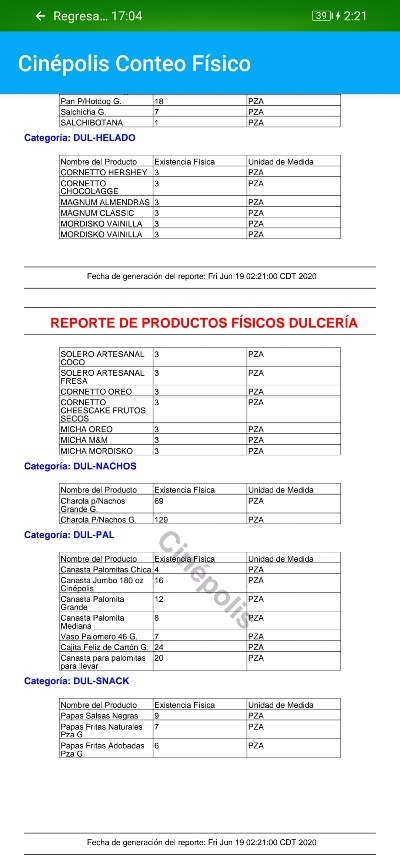 ← Regresa... 17:04 39 2:21
Cinépolis Conteo Físico
Pan P/Hotdog G. 18 PZA
Salchicha G. 7 PZA
SALCHIBOTANA 1 PZA
Categoría: DUL-HELADO
Nombre del Producto Existencia Física Unidad de Medida
CORNETTO HERSHEY 3 PZA
CORNETTO 3 PZA
CHOCOLAGGE
MAGNUM ALMENDRAS 3 PZA
MAGNUM CLASSIC 3 PZA
MORDISKO VAINILLA 3 PZA
MORDISKO VAINILLA 3 PZA
Fecha de generación del reporte: Fri Jun 19 02:21:00 CDT 2020
REPORTE DE PRODUCTOS FÍSICOS DULCERÍA
SOLERO ARTESANAL 3 PZA
COCO
SOLERO ARTESANAL 3 PZA
FRESA
CORNETTO OREO 3 PZA
CORNETTO 3 PZA
CHEESCAKE FRUTOS
SECOS
MICHA OREO 3 PZA
MICHA M&M 3 PZA
MICHA MORDISKO 3 PZA
Categoría: DUL-NACHOS
Nombre del Producto Existencia Física Unidad de Medida
Charola p/Nachos 69 PZA
Grande G.
Charola P/Nachos G. 129 PZA
Categoría: DUL-PAL
Nombre del Producto Existencia Física Unidad de Medida
Canasta Palomitas Chica 4 PZA
Canasta Jumbo 180 oz 16 PZA
Cinépolis
Canasta Palomita 12 PZA
Grande
Canasta Palomita 8 PZA
Mediana
Vaso Palomero 46 G. 7 PZA
Cajita Feliz de Cartón G. 24 PZA
Canasta para palomitas 20 PZA
para llevar
Cinépolis
Categoría: DUL-SNACK
Nombre del Producto Existencia Física Unidad de Medida
Papas Salsas Negras 9 PZA
Papas Fritas Naturales 7 PZA
Pza G.
Papas Fritas Adobadas 6 PZA
Pza G.
Fecha de generación del reporte: Fri Jun 19 02:21:00 CDT 2020